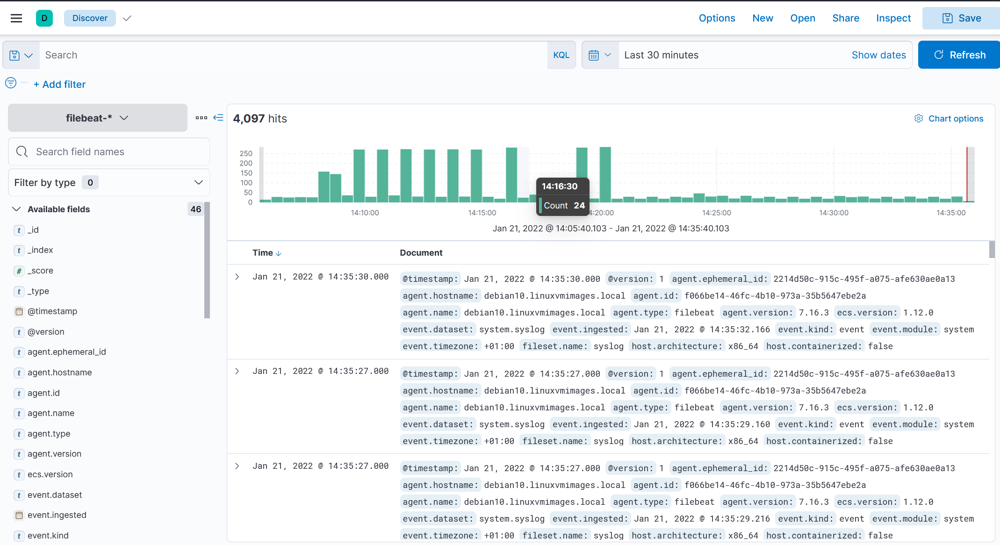 D Discover Options New Open Share Inspect Save
Search KQL Last 30 minutes Show dates Refresh
+ Add filter
filebeat-*
Search field names
Filter by type 0
Available fields 46
t _id
t _index
# _score
t _type
@timestamp
t @version
t agent.ephemeral_id
t agent.hostname
t agent.id
t agent.name
t agent.type
t agent.version
t ecs.version
t event.dataset
event.ingested
t event.kind
4,097 hits Chart options
250
200
150
100
50
0
14:10:00 14:15:00 4:20:00 14:25:00 14:30:00 14:35:00
14:16:30
Count 24
Jan 21, 2022 @ 14:05:40.103 - Jan 21, 2022 @ 14:35:40.103
Time Document
Jan 21, 2022 @ 14:35:30.000 @timestamp: Jan 21, 2022 @ 14:35:30.000 @version: 1 agent.ephemeral_id: 2214d50c-915c-495f-a075-afe630ae0a13
agent.hostname: debian10.linuxvmimages.local agent.id: f066be14-46fc-4b10-973a-35b5647ebe2a
agent.name: debian10.linuxvmimages.local agent.type: filebeat agent.version: 7.16.3 ecs.version: 1.12.0
event.dataset: system.syslog event.ingested: Jan 21, 2022 @ 14:35:32.166 event.kind: event event.module: system
event.timezone: +01:00 fileset.name: syslog host.architecture: x86_64 host.containerized: false
Jan 21, 2022 @ 14:35:27.000 @timestamp: Jan 21, 2022 @ 14:35:27.000 @version: 1 agent.ephemeral_id: 2214d50c-915c-495f-a075-afe630ae0a13
agent.hostname: debian10.linuxvmimages.local agent.id: f066be14-46fc-4b10-973a-35b5647ebe2a
agent.name: debian10.linuxvmimages.local agent.type: filebeat agent.version: 7.16.3 ecs.version: 1.12.0
event.dataset: system.syslog event.ingested: Jan 21, 2022 @ 14:35:29.160 event.kind: event event.module: system
event.timezone: +01:00 fileset.name: syslog host.architecture: x86_64 host.containerized: false
Jan 21, 2022 @ 14:35:27.000 @timestamp: Jan 21, 2022 @ 14:35:27.000 @version: 1 agent.ephemeral_id: 2214d50c-915c-495f-a075-afe630ae0a13
agent.hostname: debian10.linuxvmimages.local agent.id: f066be14-46fc-4b10-973a-35b5647ebe2a
agent.name: debian10.linuxvmimages.local agent.type: filebeat agent.version: 7.16.3 ecs.version: 1.12.0
event.dataset: system.syslog event.ingested: Jan 21, 2022 @ 14:35:29.216 event.kind: event event.module: system
event.timezone: +01:00 fileset.name: syslog host.architecture: x86_64 host.containerized: false